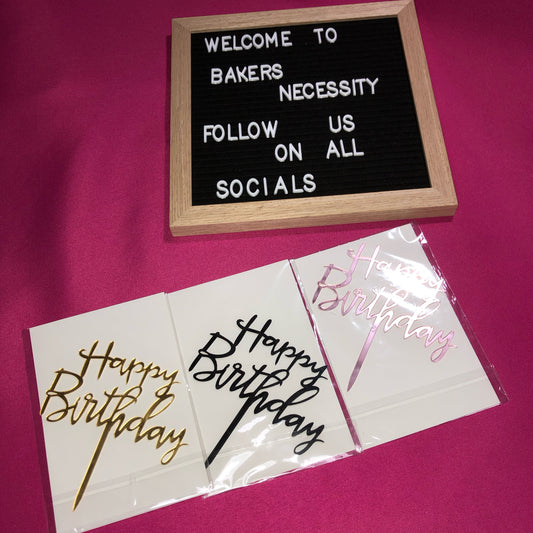 WELCOME TO
BAKERS
NECESSITY
FOLLOW US
ON ALL
SOCIALS
Happy
Birthday
Happy
Birthday
Happy
Birthday